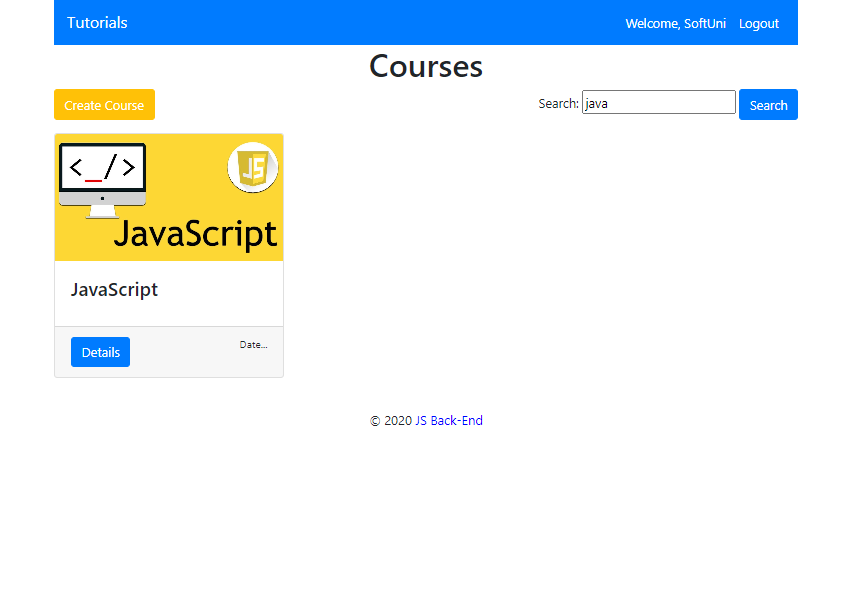 Tutorials Welcome, SoftUni Logout
Courses
Create Course Search: java Search
<_/>
JS
JavaScript
JavaScript
Details Date...
© 2020 JS Back-End